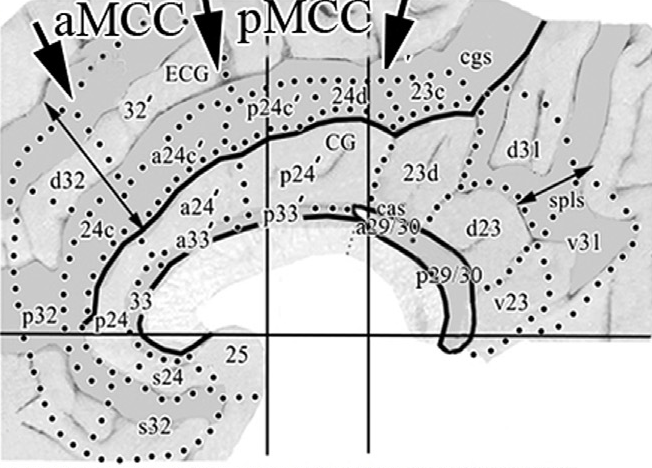 aMCC pMCC
ECG
cgs
32'
p24c' 24d 23c'
a24c'
CG
d31
d32
p24'
23d
spls
a24'
24c
p33'
cas
a29/30
d23
a33'
v31
p29/30
33
v23
p32
p24
25
s24
s32